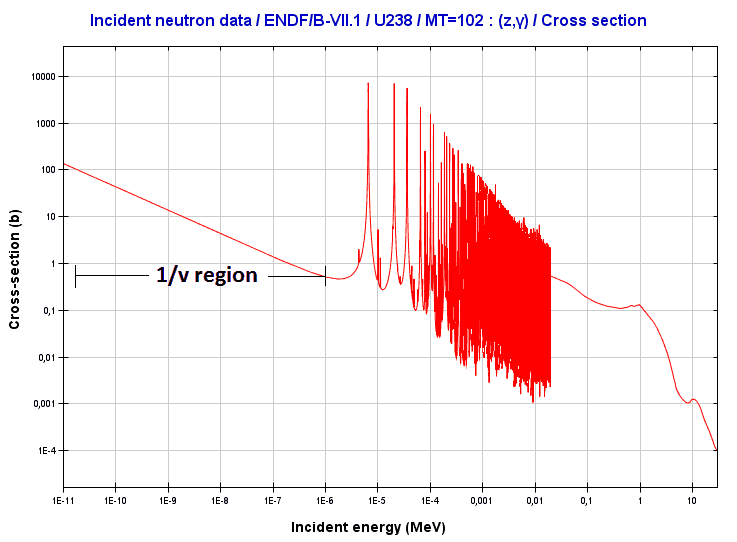 Incident neutron data / ENDF/B-VII.1 / U238 / MT=102 : (z,γ) / Cross section
10000
1000
100
10
1
0,1
0,01
0,001
1E-4
Cross-section (b)
1/v region
1E-11 1E-10 1E-9 1E-8 1E-7 1E-6 1E-5 1E-4 0,001 0,01 0,1 1 10
Incident energy (MeV)